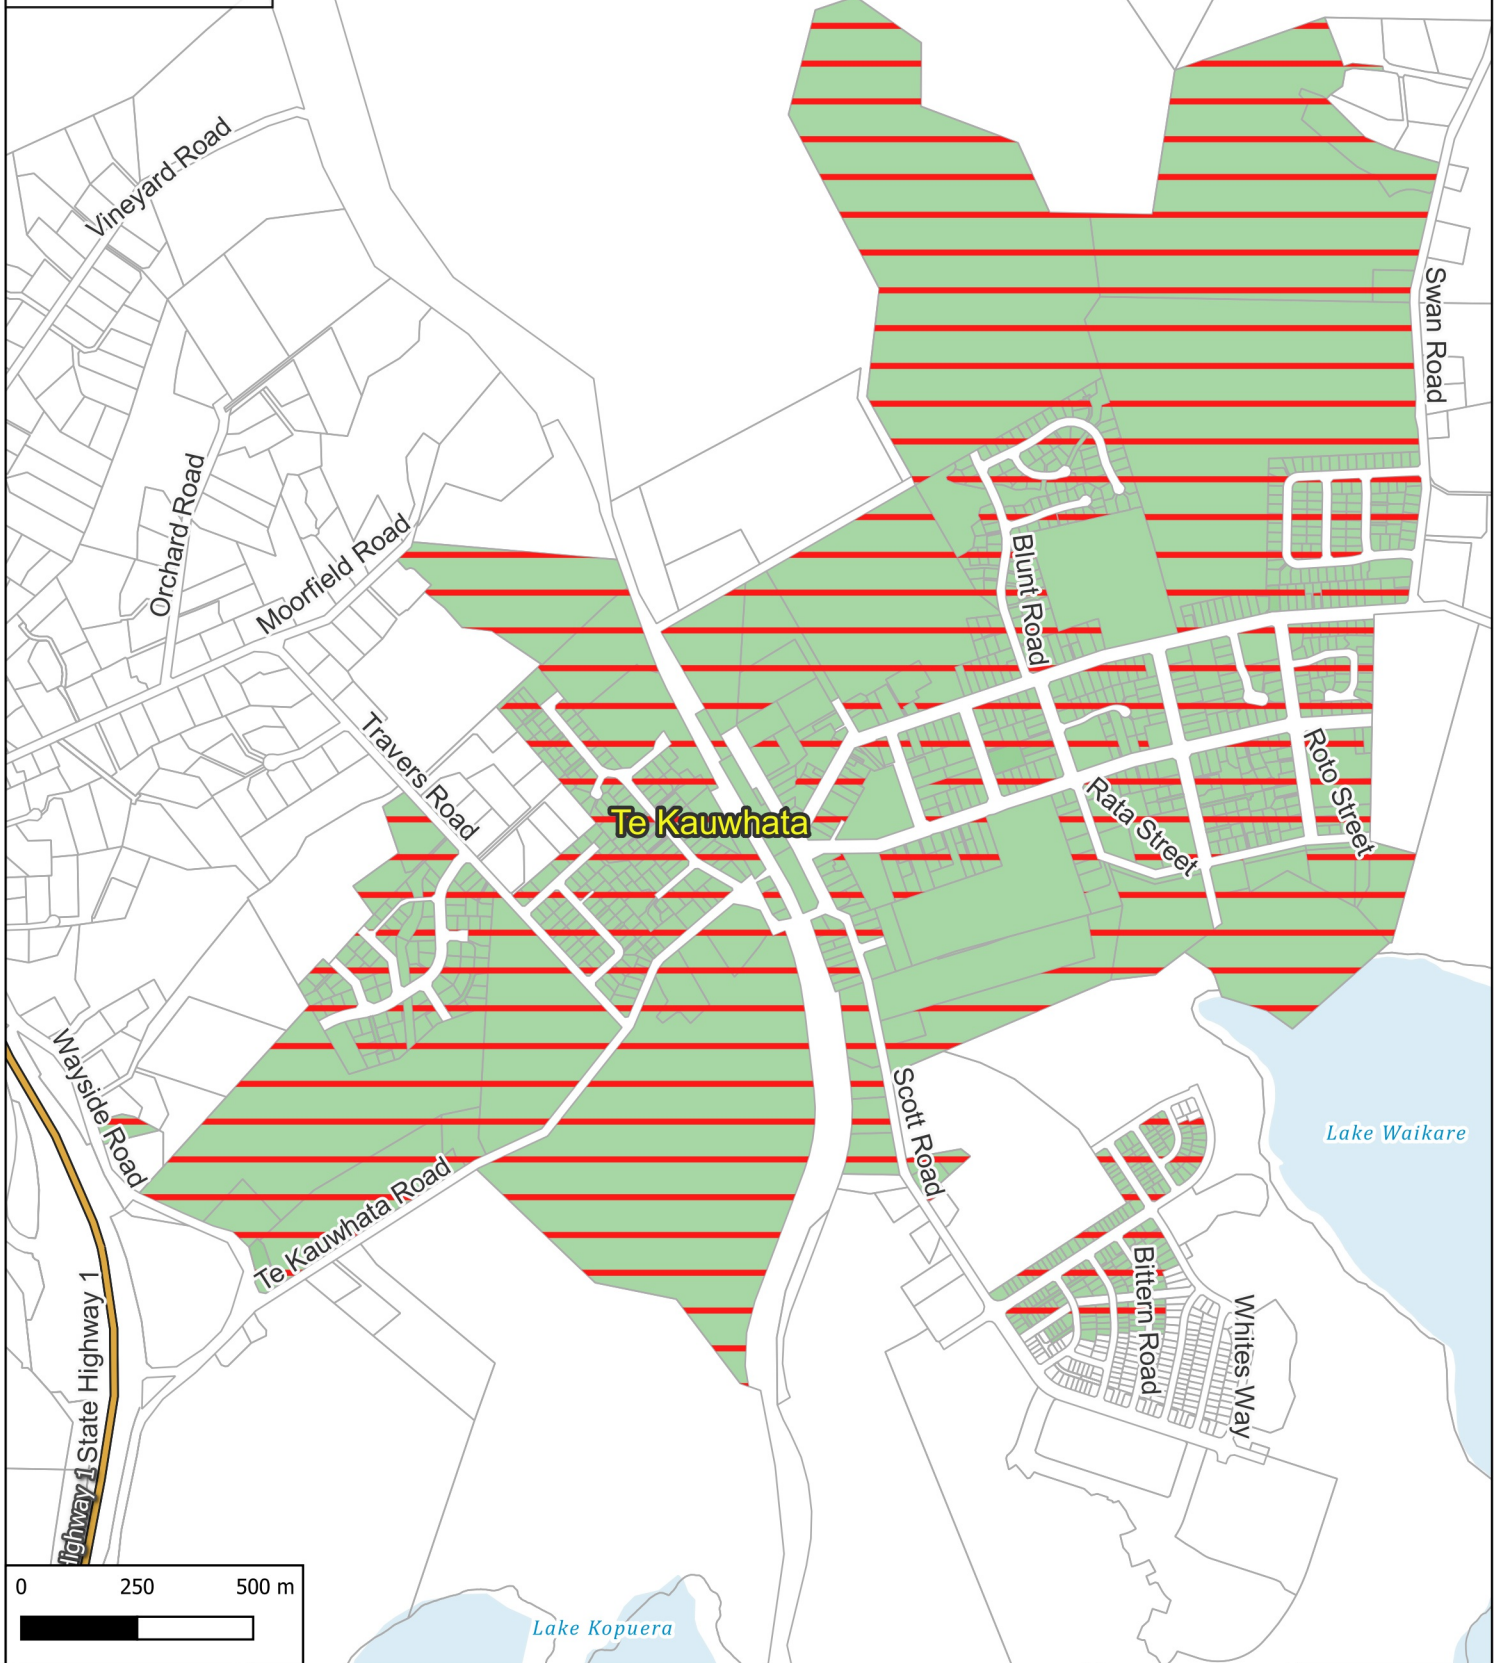 Vineyard Road
Swan Road
Orchard Road
Moorfield Road
Blunt Road
Travers Road
Roto Street
Rata Street
Te Kauwhata
Wayside Road
Scott Road
Lake Waikare
Te Kauwhata Road
Bittern Road
Whites Way
State Highway 1
Highway 1
0 250 500 m
Lake Kopuera